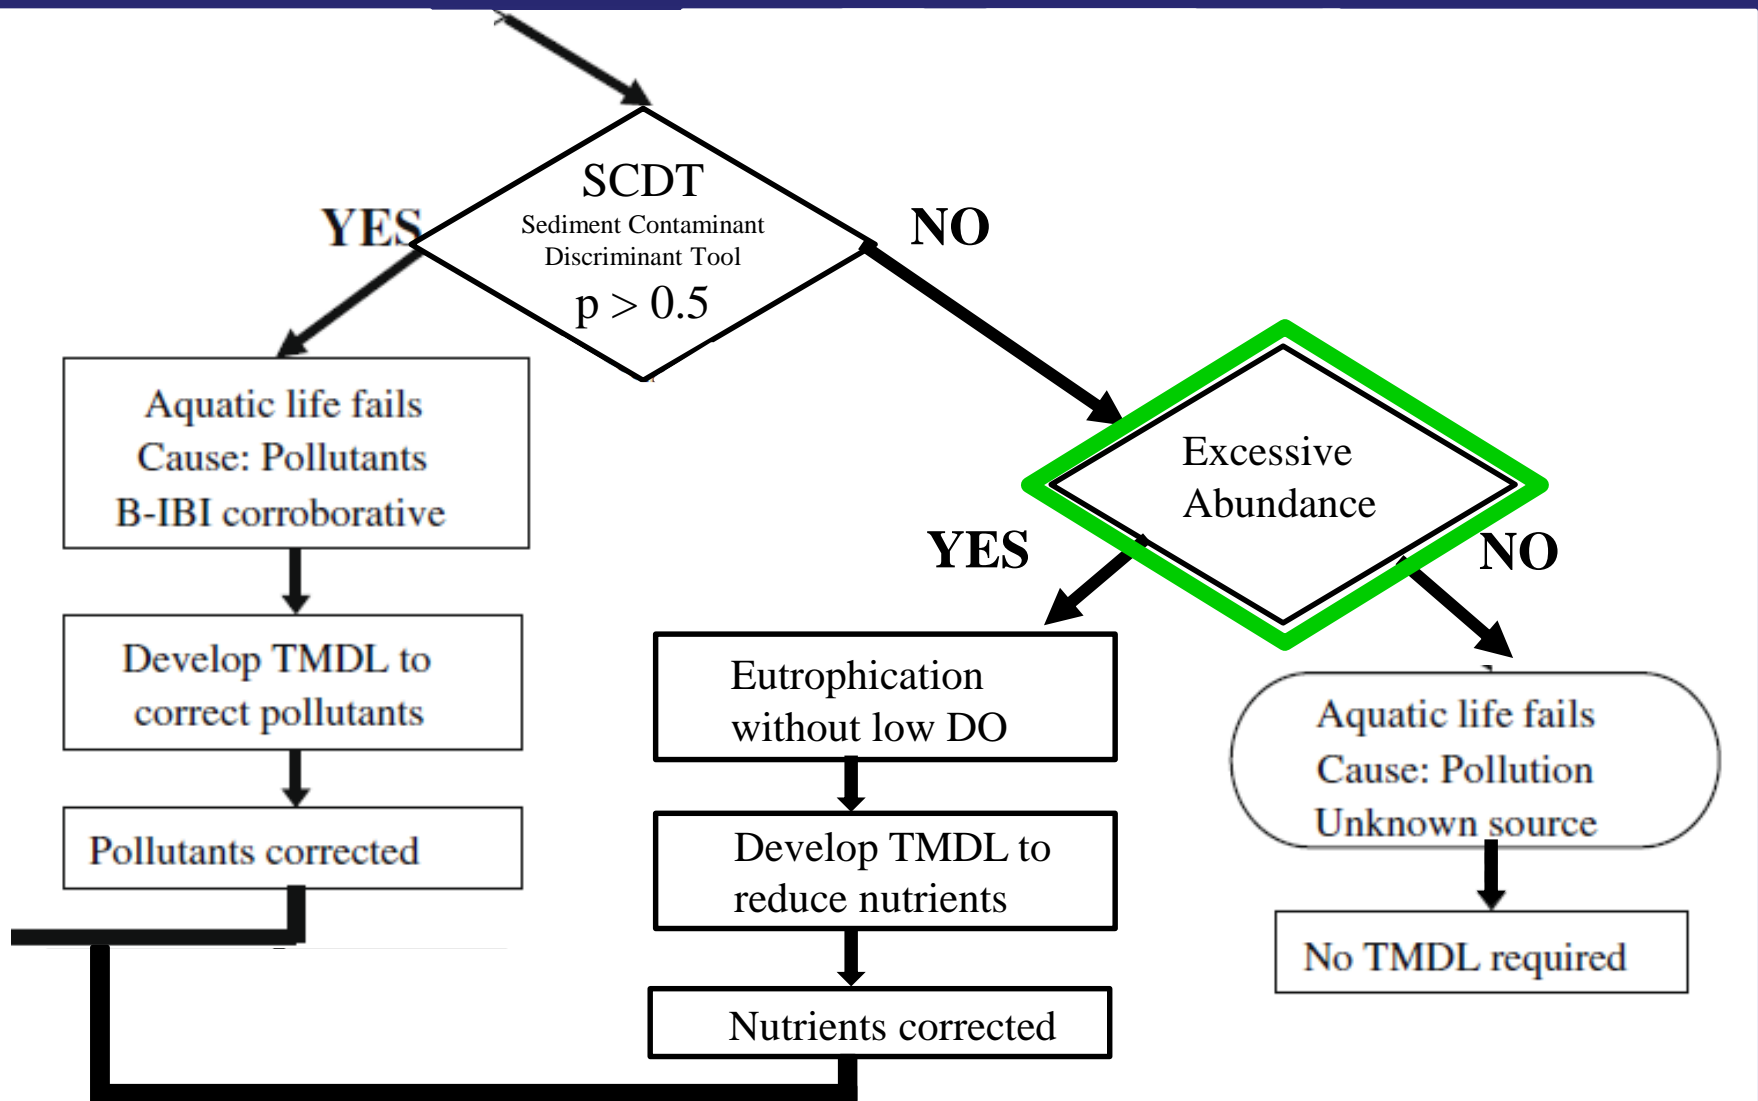 SCDT
Sediment Contaminant
Discriminant Tool
p > 0.5
YES
NO
Aquatic life fails
Cause: Pollutants
B-IBI corroborative
Develop TMDL to
correct pollutants
Pollutants corrected
Excessive
Abundance
YES
NO
Eutrophication
without low DO
Develop TMDL to
reduce nutrients
Nutrients corrected
Aquatic life fails
Cause: Pollution
Unknown source
No TMDL required